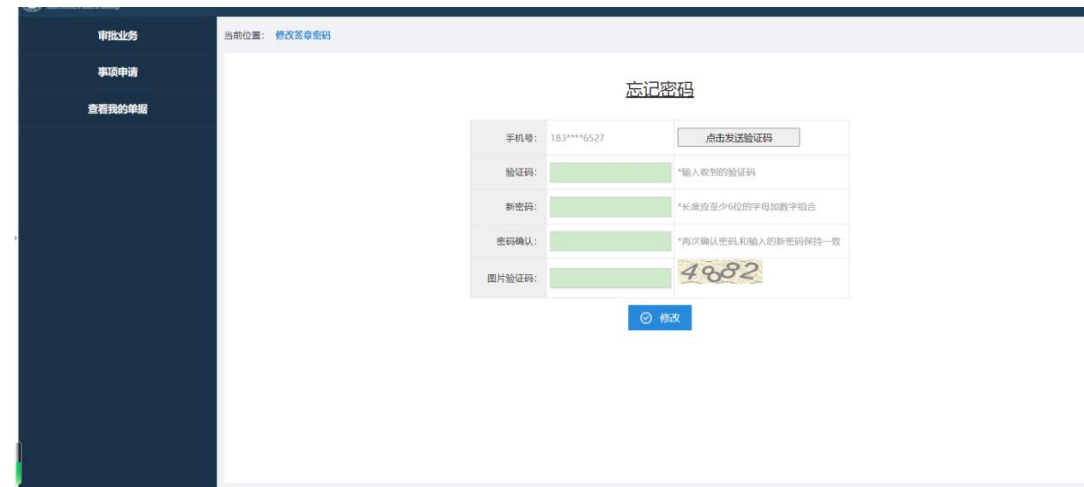 审批业务
事项申请
查看我的单据
当前位置： 修改签章密码
忘记密码
手机号： 183****6527 点击发送验证码
验证码： *输入收到的验证码
新密码： *长度应至少6位的字母加数字组合
密码确认： *再次确认密码,和输入的新密码保持一致
图片验证码： 4982
修改